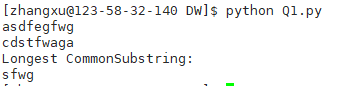 [zhangxu@123-58-32-140 DW]$ python Q1.py
asdfegfwg
cdstfwaga
Longest CommonSubstring:
sfwg